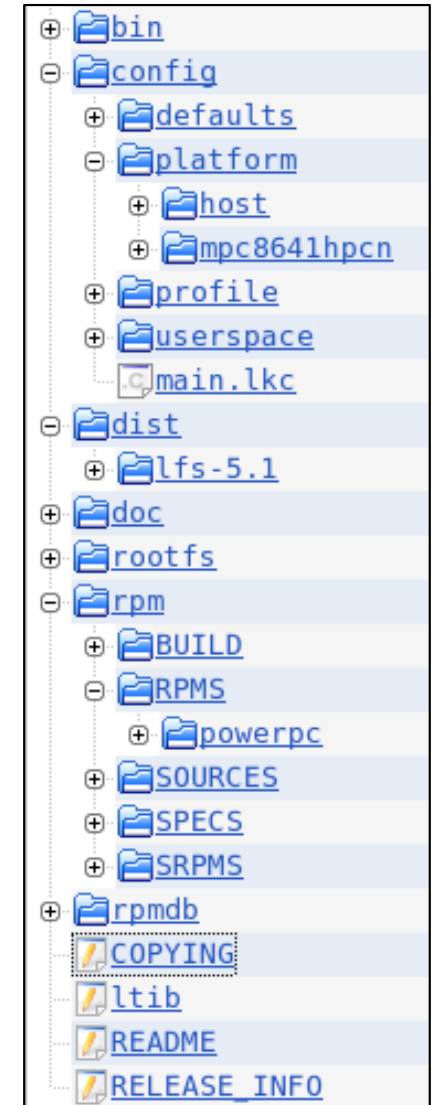 bin
config
defaults
platform
host
mpc8641hpcn
profile
userspace
main.lkc
dist
lfs-5.1
doc
rootfs
rpm
BUILD
RPMS
powerpc
SOURCES
SPECS
SRPMS
rpmdb
COPYING
ltib
README
RELEASE_INFO